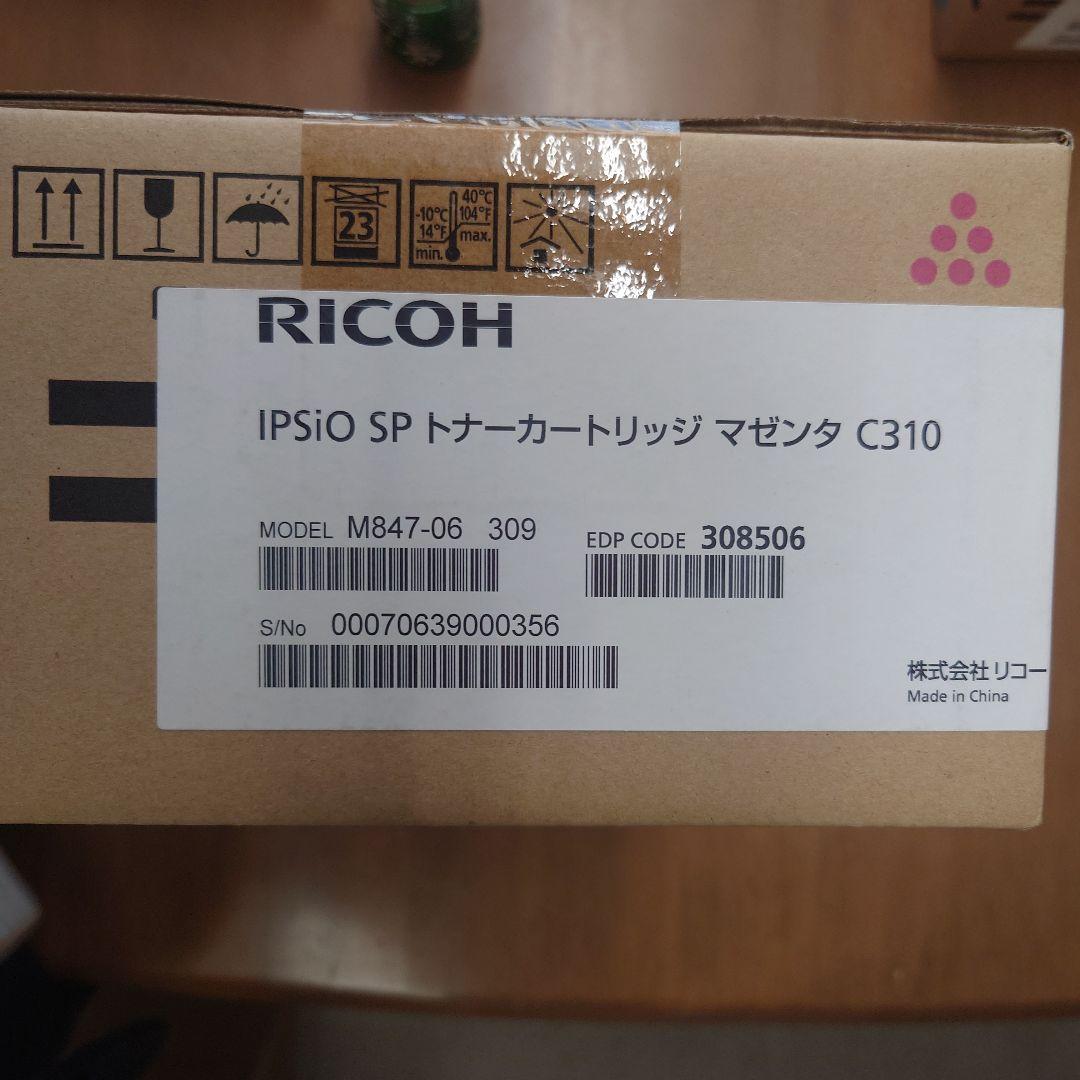 23
-10℃ 40℃
14°F 104°F
min. max.
RICOH
IPSiO SP トナーカートリッジ マゼンタ C310
MODEL M847-06 309 EDP CODE 308506
S/No 00070639000356
株式会社リコー
Made in China